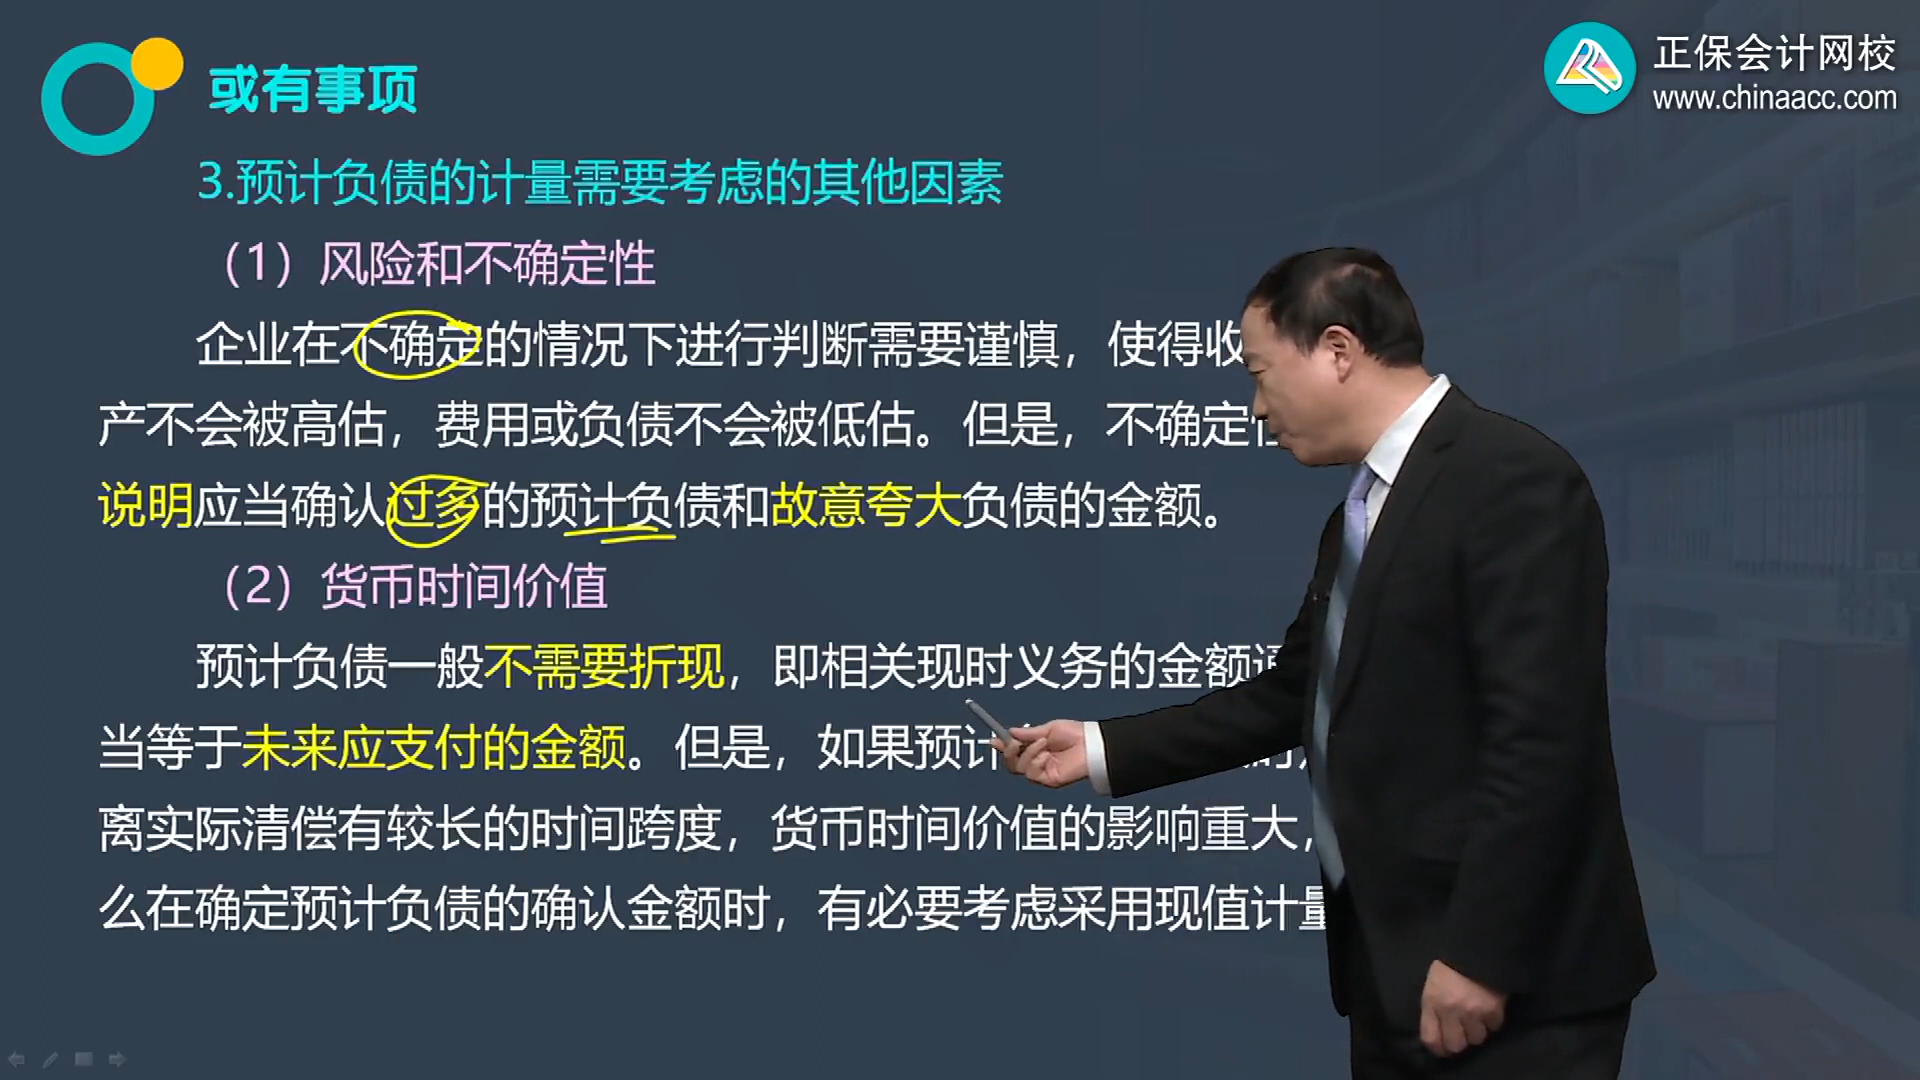 或有事项
正保会计网校
www.chinaacc.com
3.预计负债的计量需要考虑的其他因素
（1）风险和不确定性
企业在不确定的情况下进行判断需要谨慎，使得收
产不会被高估，费用或负债不会被低估。但是，不确定
说明应当确认过多的预计负债和故意夸大负债的金额。
（2）货币时间价值
预计负债一般不需要折现，即相关现时义务的金额
当等于未来应支付的金额。但是，如果预计
离实际清偿有较长的时间跨度，货币时间价值的影响重大，
么在确定预计负债的确认金额时，有必要考虑采用现值计量